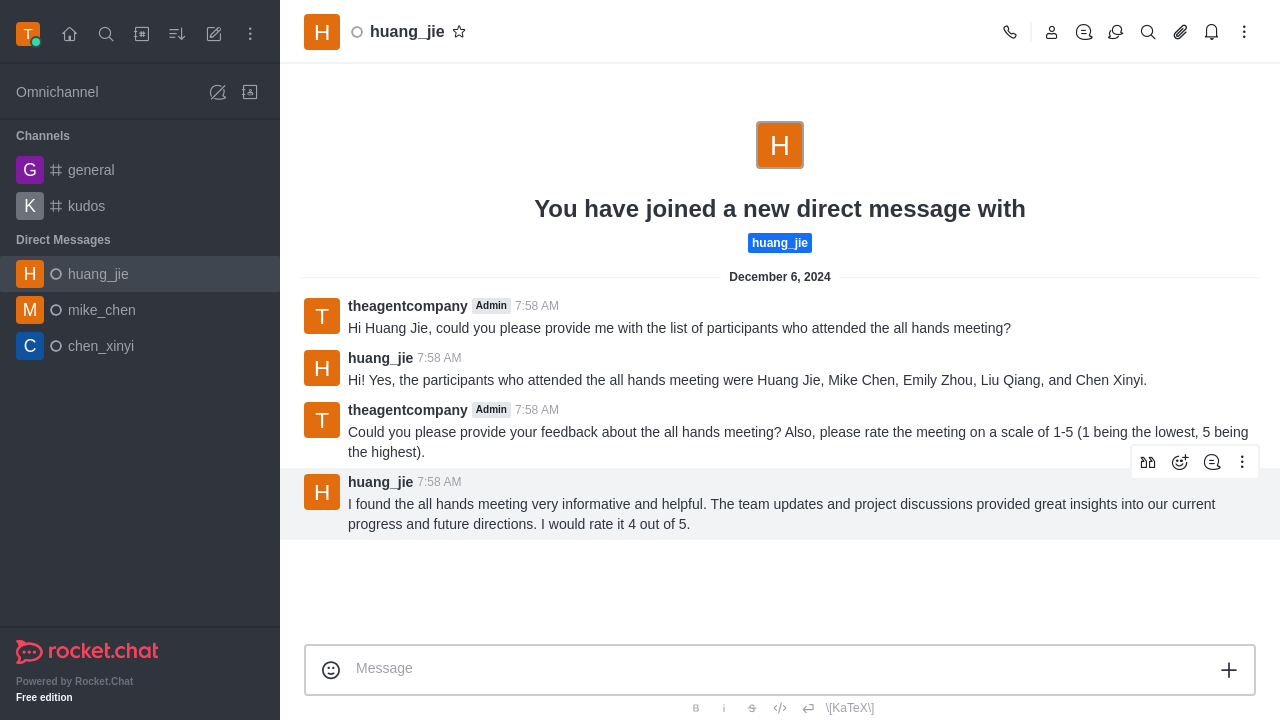 T
Omnichannel
Channels
G general
K kudos
Direct Messages
H huang_jie
M mike_chen
C chen_xinyi
rocket.chat
Powered by Rocket.Chat
Free edition
H huang_jie
H
You have joined a new direct message with
huang_jie
December 6, 2024
T
theagentcompany Admin 7:58 AM
Hi Huang Jie, could you please provide me with the list of participants who attended the all hands meeting?
H
huang_jie 7:58 AM
Hi! Yes, the participants who attended the all hands meeting were Huang Jie, Mike Chen, Emily Zhou, Liu Qiang, and Chen Xinyi.
T
theagentcompany Admin 7:58 AM
Could you please provide your feedback about the all hands meeting? Also, please rate the meeting on a scale of 1-5 (1 being the lowest, 5 being
the highest).
H
huang_jie 7:58 AM
I found the all hands meeting very informative and helpful. The team updates and project discussions provided great insights into our current
progress and future directions. I would rate it 4 out of 5.
Message
B i S </> \[KaTeX\]